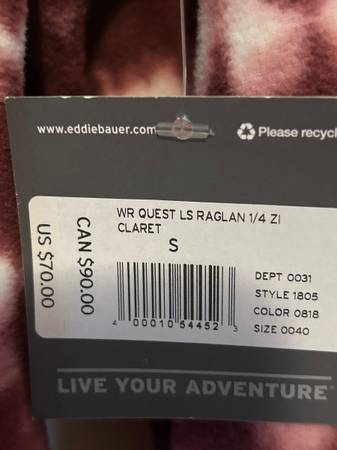 www.eddiebauer.com
Please recycl
WR QUEST LS RAGLAN 1/4 ZI
CLARET
S
CAN $90.00
US $70.00
4 00010 54452 3
DEPT 0031
STYLE 1805
COLOR 0818
SIZE 0040
LIVE YOUR ADVENTURE